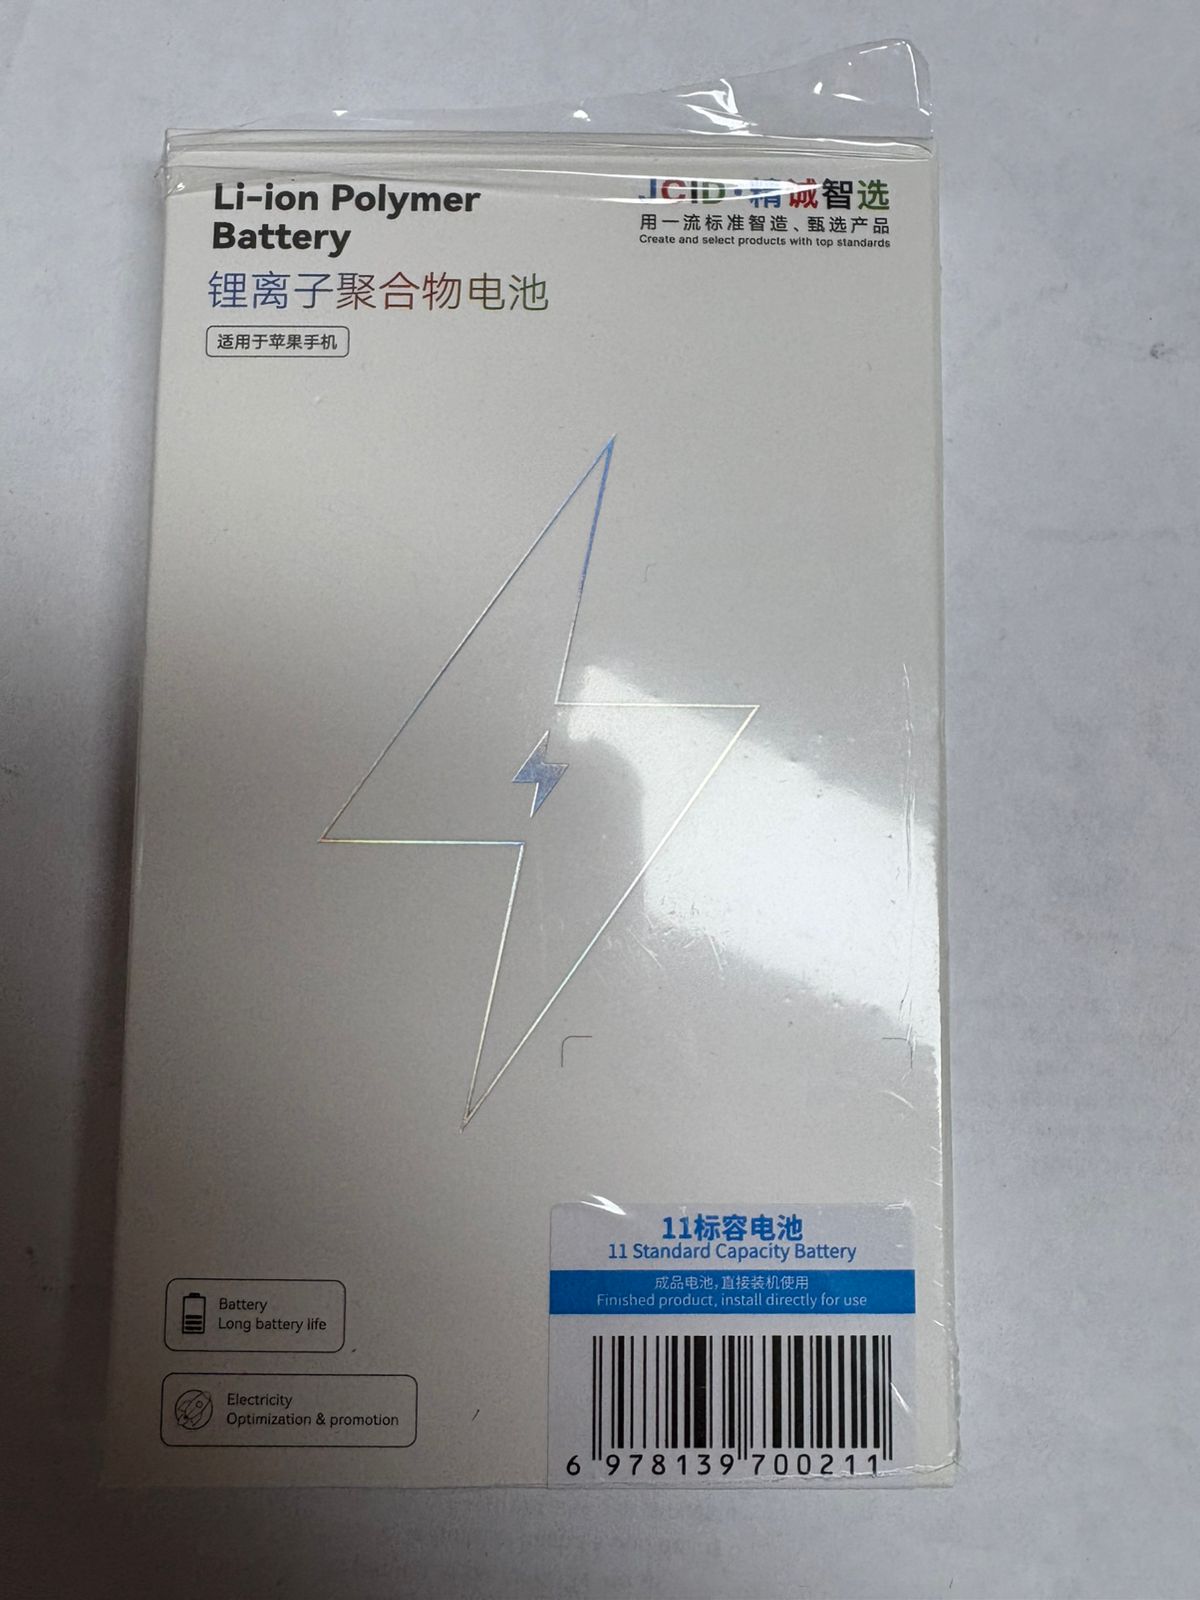 Li-ion Polymer
Battery
锂离子聚合物电池
适用于苹果手机
JCID·精诚智选
用一流标准智造、甄选产品
Create and select products with top standards
11标容电池
11 Standard Capacity Battery
成品电池,直接装机使用
Finished product, install directly for use
Battery
Long battery life
Electricity
Optimization & promotion
6 978139 700211